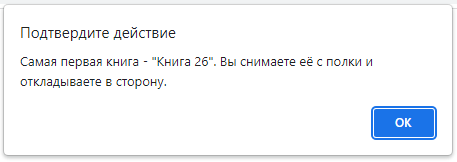 Подтвердите действие
Самая первая книга - "Книга 26". Вы снимаете её с полки и
откладываете в сторону.
OK